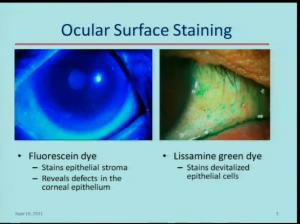 Ocular Surface Staining
• Fluorescein dye
– Stains epithelial stroma
– Reveals defects in the
corneal epithelium
• Lissamine green dye
– Stains devitalized
epithelial cells